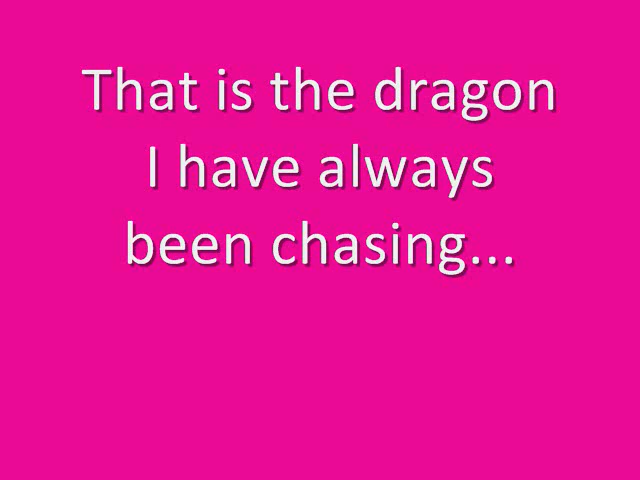 That is the dragon
I have always
been chasing...